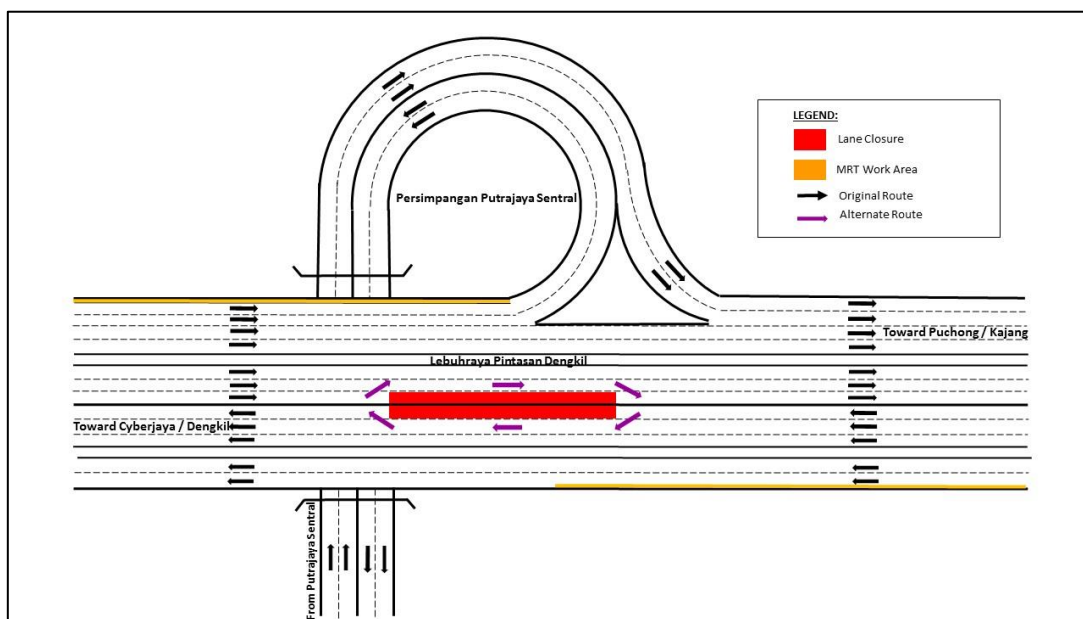 LEGEND:
Lane Closure
MRT Work Area
Original Route
Alternate Route
Persimpangan Putrajaya Sentral
Toward Puchong / Kajang
Lebuhraya Pintasan Dengkil
Toward Cyberjaya / Dengkil
From Putrajaya Sentral